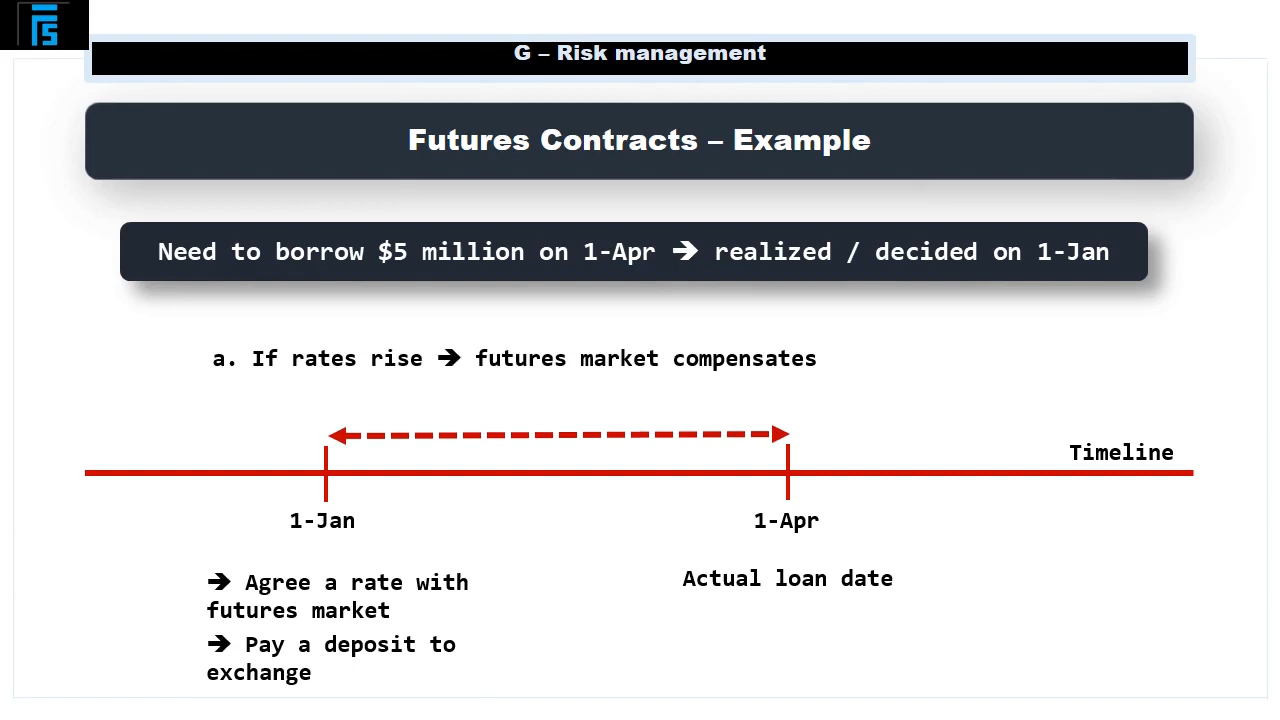 G – Risk management
Futures Contracts – Example
Need to borrow $5 million on 1-Apr ➔ realized / decided on 1-Jan
a. If rates rise ➔ futures market compensates
Timeline
1-Jan
1-Apr
➔ Agree a rate with
futures market
➔ Pay a deposit to
exchange
Actual loan date